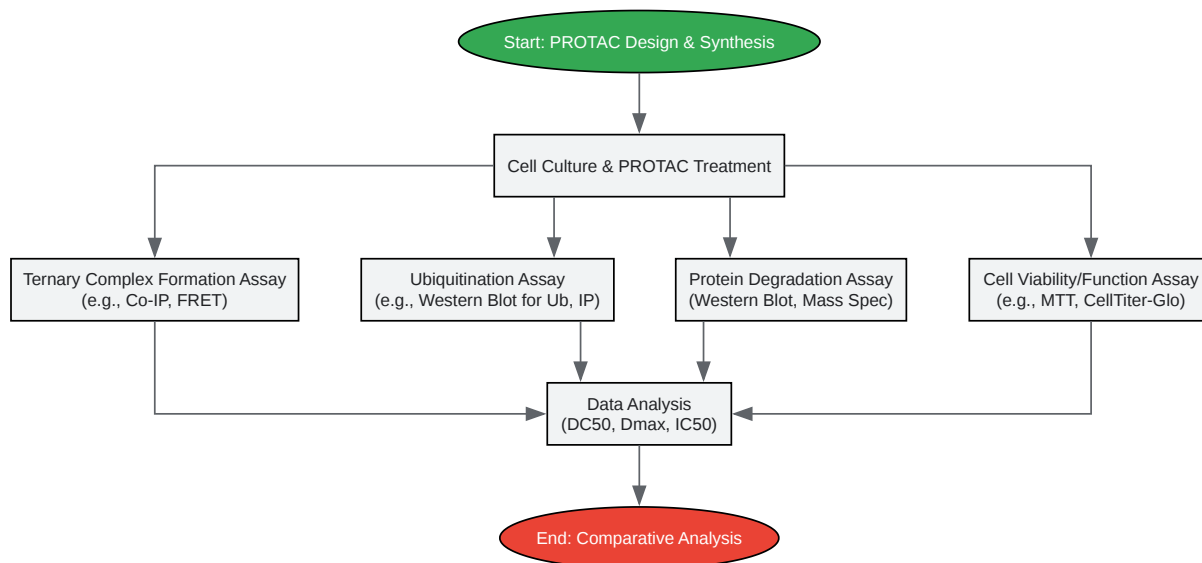 Start: PROTAC Design & Synthesis
Cell Culture & PROTAC Treatment
Ternary Complex Formation Assay
(e.g., Co-IP, FRET)
Ubiquitination Assay
(e.g., Western Blot for Ub, IP)
Protein Degradation Assay
(Western Blot, Mass Spec)
Cell Viability/Function Assay
(e.g., MTT, CellTiter-Glo)
Data Analysis
(DC50, Dmax, IC50)
End: Comparative Analysis